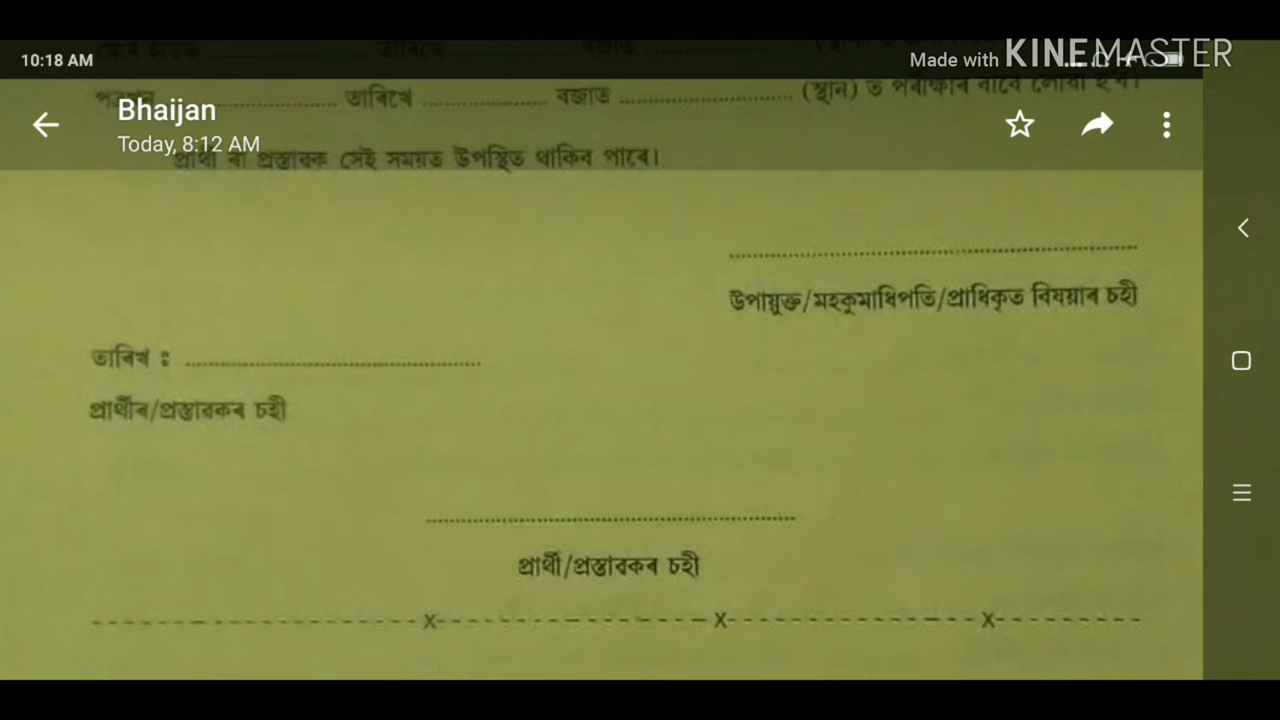 10:18 AM
Made with KINEMASTER
তাৰিখে .................... বজাত ............................ (স্থান) ত পৰীক্ষাৰ বাবে লোৱা হ'ব।
Bhaijan
Today, 8:12 AM
প্ৰাৰ্থী বা প্ৰস্তাৱক সেই সময়ত উপস্থিত থাকিব পাৰে।
উপায়ুক্ত/মহকুমাধিপতি/প্ৰাধিকৃত বিষয়াৰ চহী
তাৰিখ ঃ ................................................
প্ৰাৰ্থীৰ/প্ৰস্তাৱকৰ চহী
প্ৰাৰ্থী/প্ৰস্তাৱকৰ চহী
-----------------------x-----------------------x-----------------------x-----------